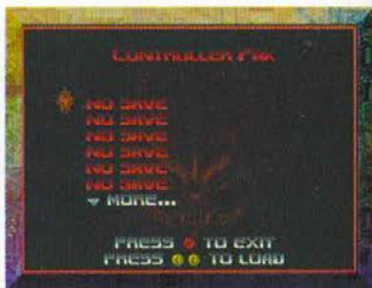 CONTROLLER PAK
NO SAVE
NO SAVE
NO SAVE
NO SAVE
NO SAVE
NO SAVE
MORE...
PRESS TO EXIT
PRESS TO LOAD